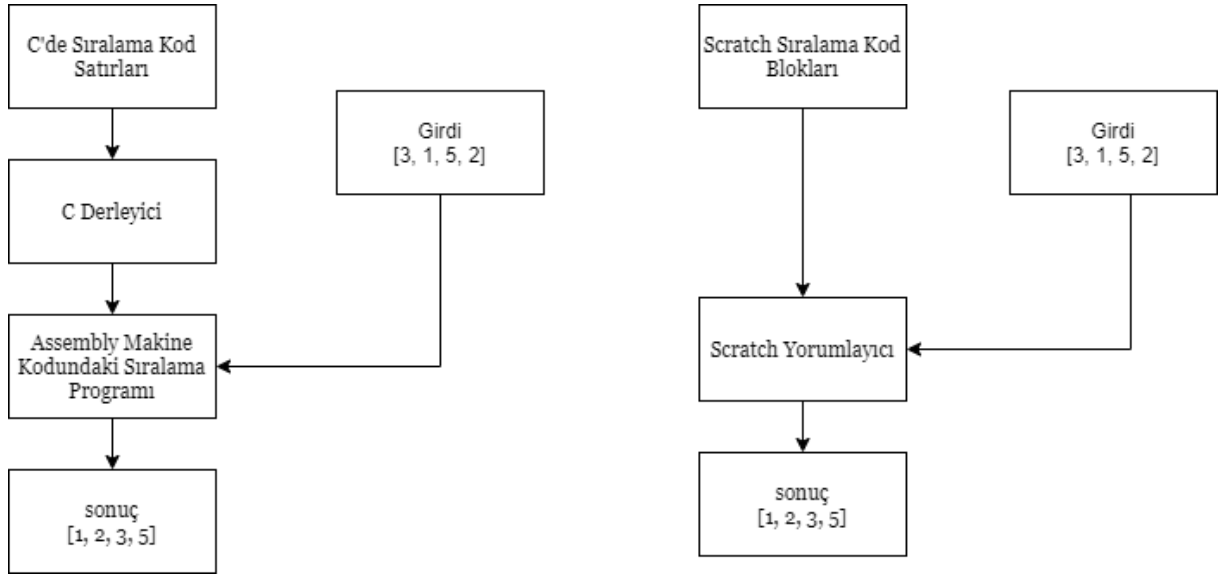 C'de Sıralama Kod
Satırları
C Derleyici
Girdi
[3, 1, 5, 2]
Assembly Makine
Kodundaki Sıralama
Programı
sonuç
[1, 2, 3, 5]
Scratch Sıralama Kod
Blokları
Girdi
[3, 1, 5, 2]
Scratch Yorumlayıcı
sonuç
[1, 2, 3, 5]